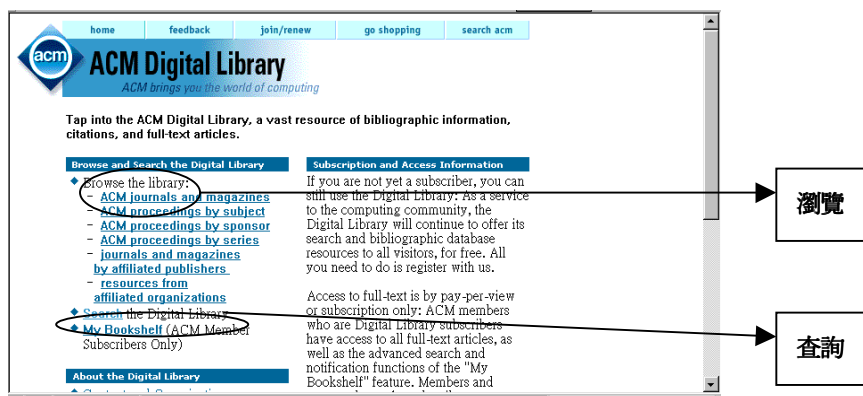 home feedback join/renew go shopping search acm
acm
ACM Digital Library
ACM brings you the world of computing
Tap into the ACM Digital Library, a vast resource of bibliographic information,
citations, and full-text articles.
Browse and Search the Digital Library
Browse the library:
– ACM journals and magazines
– ACM proceedings by subject
– ACM proceedings by sponsor
– ACM proceedings by series
– journals and magazines
by affiliated publishers
– resources from
affiliated organizations
Search the Digital Library
My Bookshelf (ACM Member
Subscribers Only)
About the Digital Library
Subscription and Access Information
If you are not yet a subscriber, you can
still use the Digital Library: As a service
to the computing community, the
Digital Library will continue to offer its
search and bibliographic database
resources to all visitors, for free. All
you need to do is register with us.
Access to full-text is by pay-per-view
or subscription only: ACM members
who are Digital Library subscribers
have access to all full-text articles, as
well as the advanced search and
notification functions of the "My
Bookshelf" feature. Members and
瀏覽
查詢